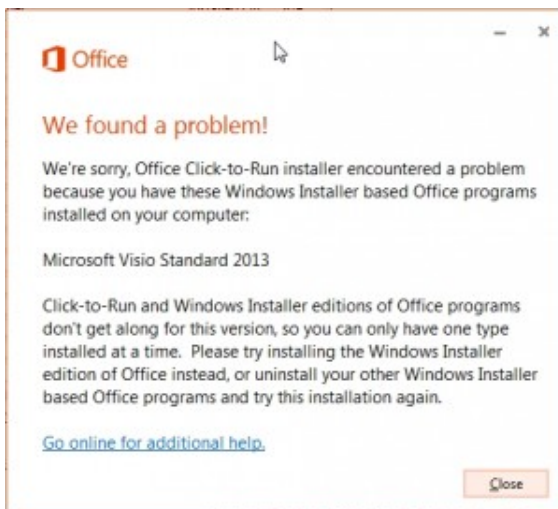 Office
We found a problem!
We're sorry, Office Click-to-Run installer encountered a problem
because you have these Windows Installer based Office programs
installed on your computer:
Microsoft Visio Standard 2013
Click-to-Run and Windows Installer editions of Office programs
don't get along for this version, so you can only have one type
installed at a time. Please try installing the Windows Installer
edition of Office instead, or uninstall your other Windows Installer
based Office programs and try this installation again.
Go online for additional help.
Close